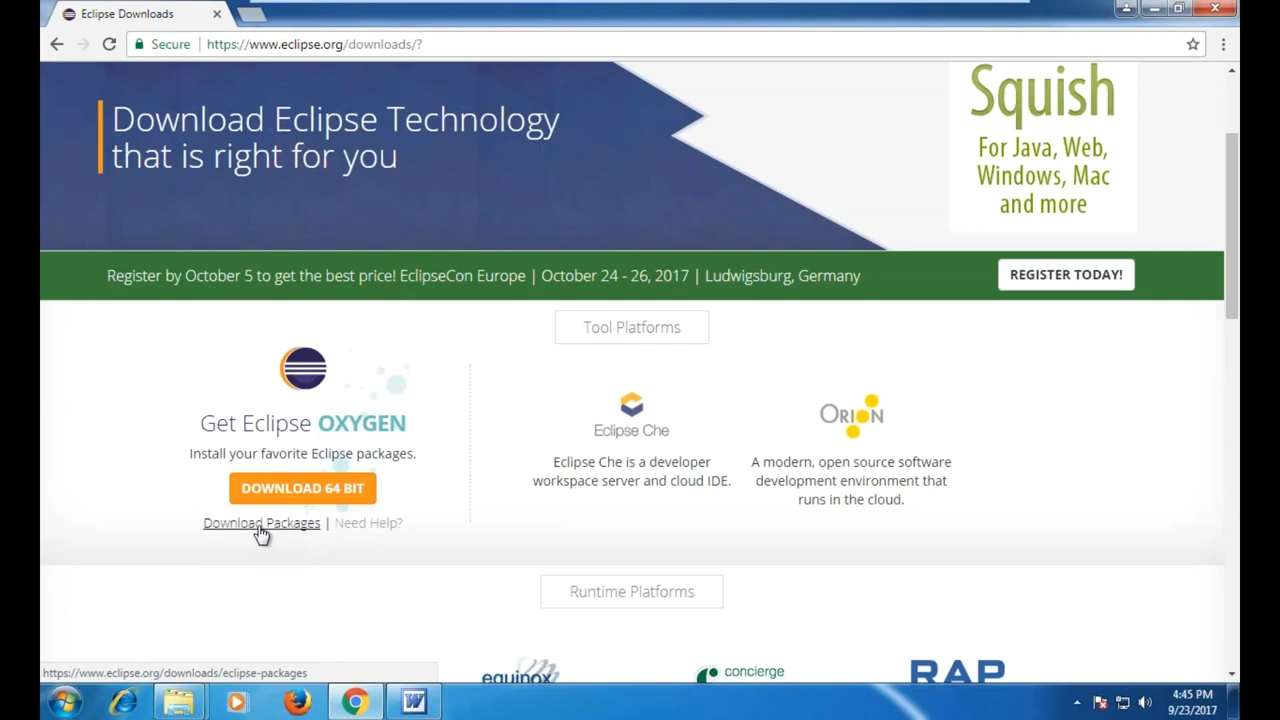 Eclipse Downloads
Secure
https://www.eclipse.org/downloads/?
Download Eclipse Technology
that is right for you
Squish
For Java, Web,
Windows, Mac
and more
Register by October 5 to get the best price! EclipseCon Europe | October 24 - 26, 2017 | Ludwigsburg, Germany
REGISTER TODAY!
Tool Platforms
Get Eclipse OXYGEN
Install your favorite Eclipse packages.
DOWNLOAD 64 BIT
Download Packages | Need Help?
Eclipse Che
Eclipse Che is a developer
workspace server and cloud IDE.
ORION
A modern, open source software
development environment that
runs in the cloud.
Runtime Platforms
equinox
concierge
RAP
https://www.eclipse.org/downloads/eclipse-packages
4:45 PM
9/23/2017